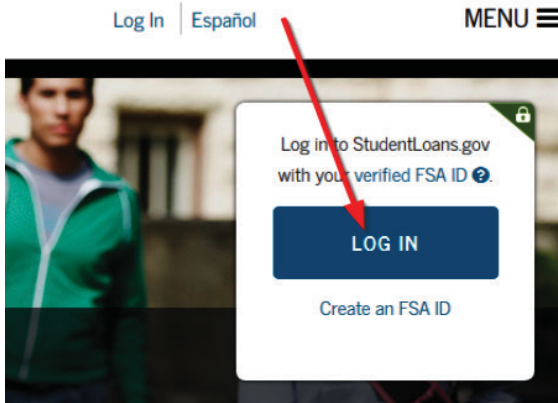 Log In Español MENU
Log in to StudentLoans.gov
with your verified FSA ID ?.
LOG IN
Create an FSA ID